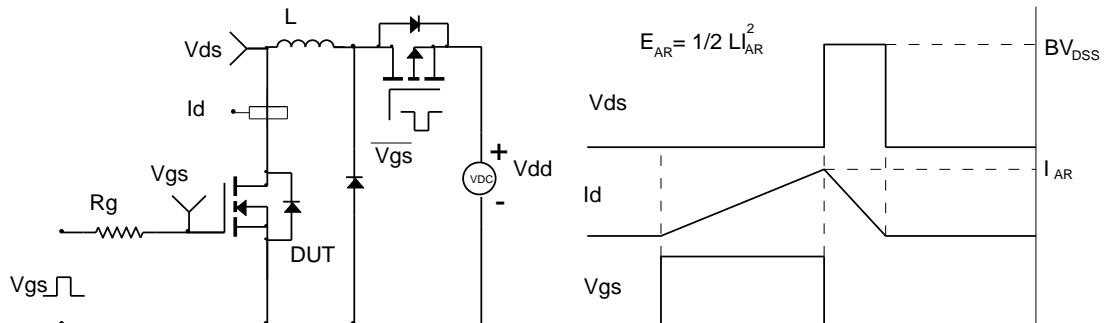 L
Vds
Id
Vgs
Vgs
+
VDC
Vdd
-
Rg
DUT
Vgs
E_AR= 1/2 LI_AR^2
BV_DSS
Vds
I_AR
Id
Vgs